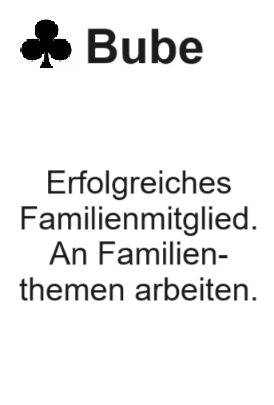 ♣ Bube
Erfolgreiches
Familienmitglied.
An Familien-
themen arbeiten.